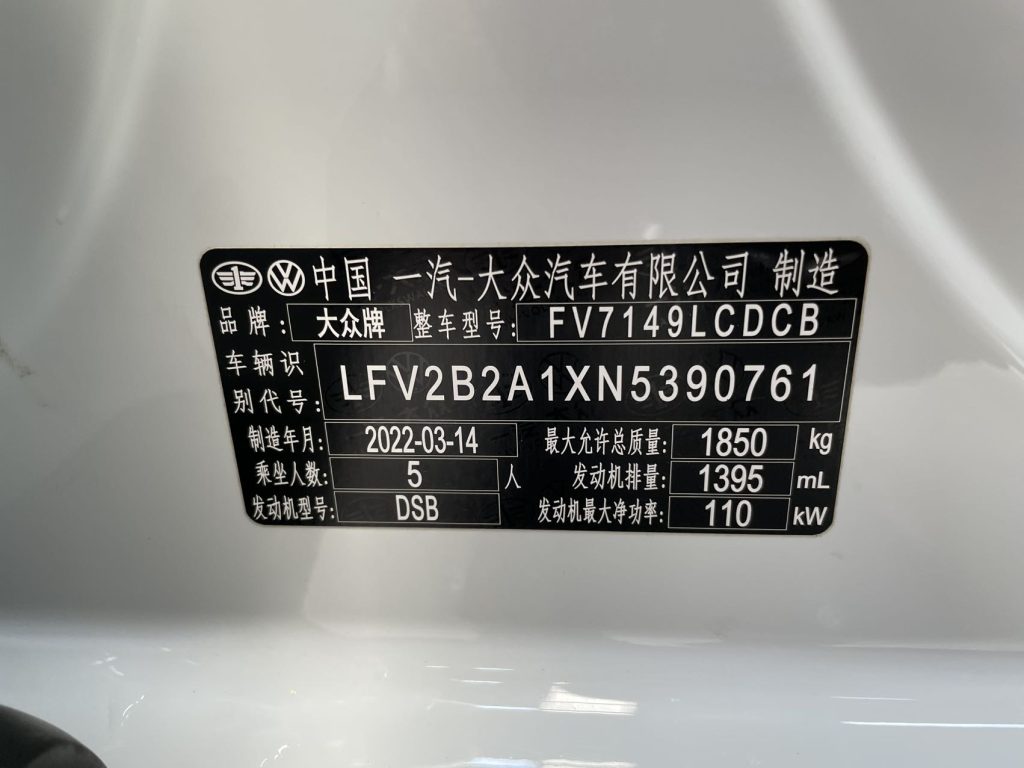 中国 一汽-大众汽车有限公司 制造
品牌: 大众牌 整车型号: FV7149LCDCB
车辆识
别代号: LFV2B2A1XN5390761
制造年月: 2022-03-14 最大允许总质量: 1850 kg
乘坐人数: 5 人 发动机排量: 1395 mL
发动机型号: DSB 发动机最大净功率: 110 kW